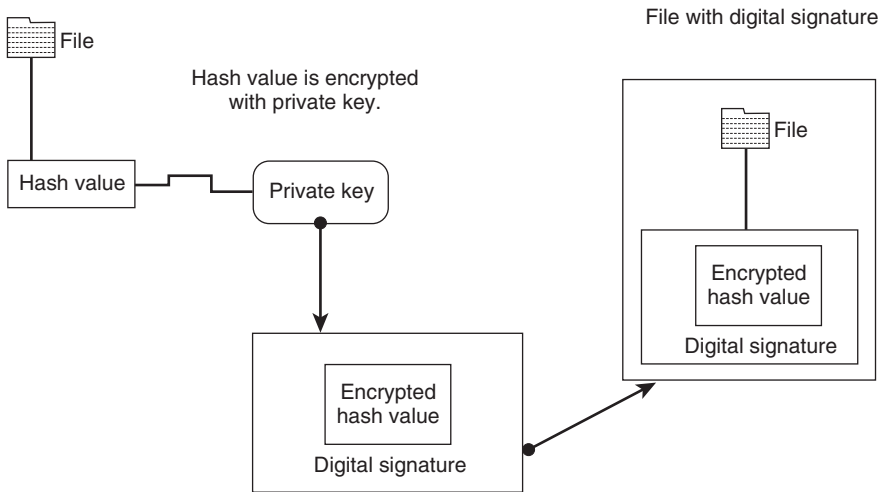 File with digital signature
File
Hash value is encrypted
with private key.
Hash value
Private key
File
Encrypted
hash value
Digital signature
Encrypted
hash value
Digital signature